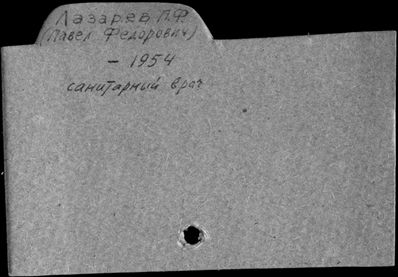 Лазарев П.Ф
(Павел Федорович)
– 1954
санитарный врач